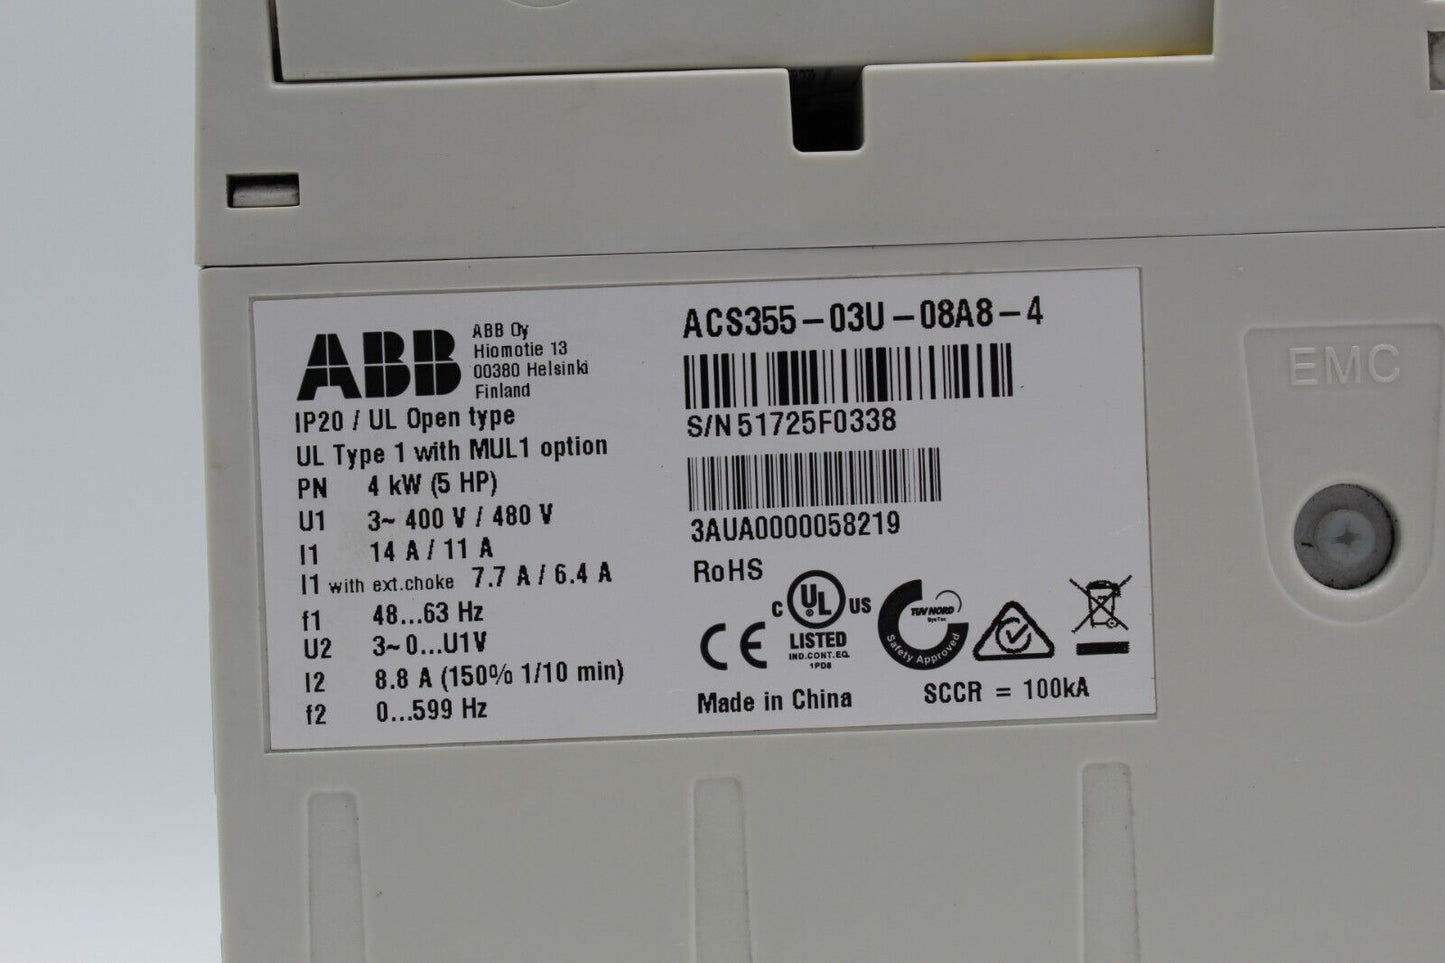 ABB
ABB Oy
Hiomotie 13
00380 Helsinki
Finland
IP20 / UL Open type
UL Type 1 with MUL1 option
PN 4 kW (5 HP)
U1 3~ 400 V / 480 V
I1 14 A / 11 A
I1 with ext.choke 7.7 A / 6.4 A
f1 48...63 Hz
U2 3~0...U1V
I2 8.8 A (150% 1/10 min)
f2 0...599 Hz
ACS355-03U-08A8-4
S/N 51725F0338
3AUA0000058219
RoHS
CE
C UL US
®
LISTED
IND.CONT.EQ.
1PD8
TUV NORD
SysTec
Safety Approved
Made in China
SCCR = 100kA
EMC